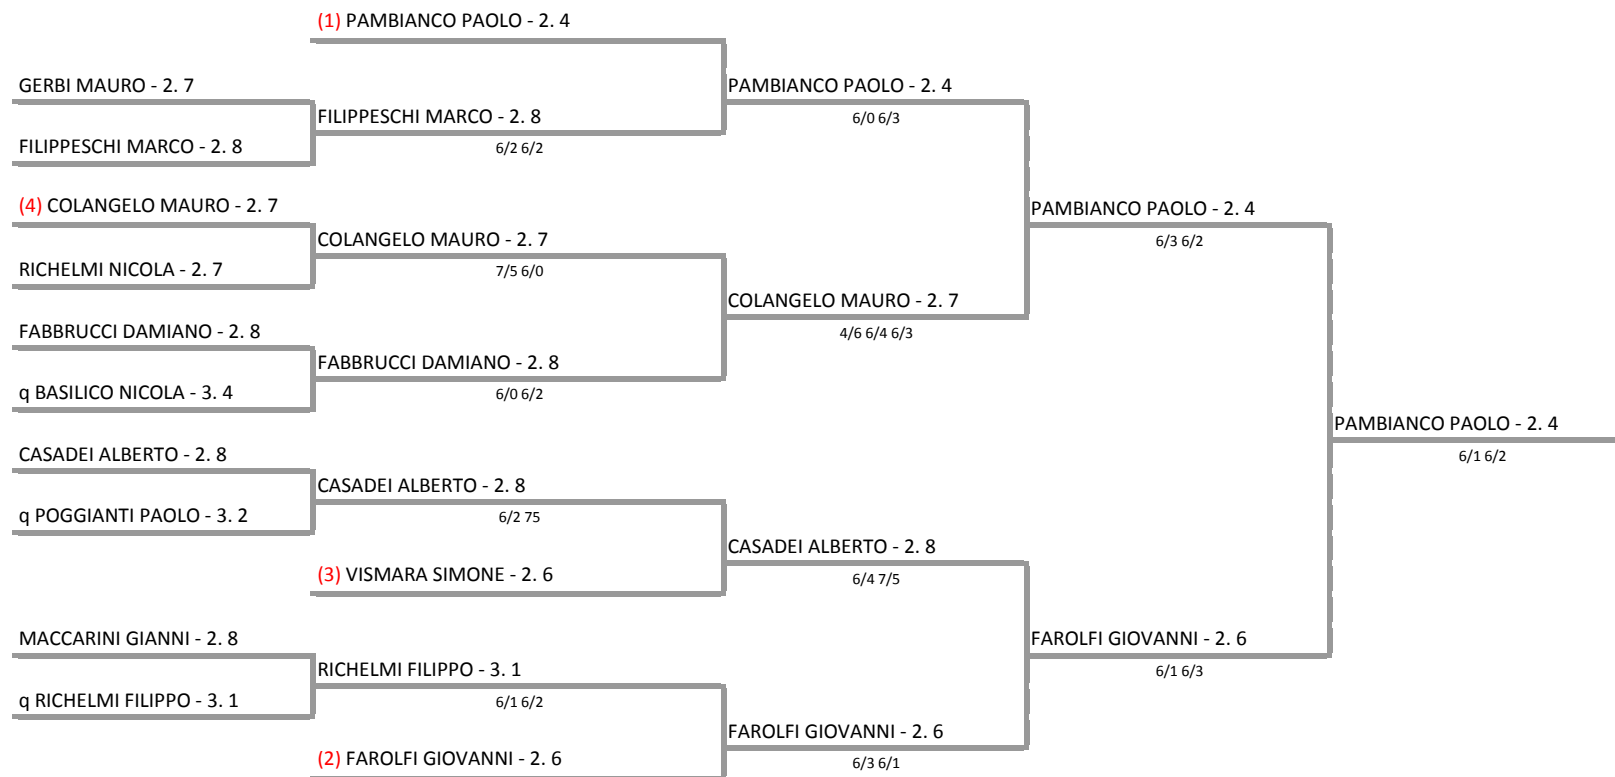 (1) PAMBIANCO PAOLO - 2. 4
GERBI MAURO - 2. 7
PAMBIANCO PAOLO - 2. 4
6/0 6/3
FILIPPESCHI MARCO - 2. 8
6/2 6/2
FILIPPESCHI MARCO - 2. 8
(4) COLANGELO MAURO - 2. 7
PAMBIANCO PAOLO - 2. 4
6/3 6/2
COLANGELO MAURO - 2. 7
7/5 6/0
RICHELMI NICOLA - 2. 7
COLANGELO MAURO - 2. 7
4/6 6/4 6/3
FABBRUCCI DAMIANO - 2. 8
FABBRUCCI DAMIANO - 2. 8
6/0 6/2
q BASILICO NICOLA - 3. 4
PAMBIANCO PAOLO - 2. 4
6/1 6/2
CASADEI ALBERTO - 2. 8
CASADEI ALBERTO - 2. 8
6/2 75
q POGGIANTI PAOLO - 3. 2
CASADEI ALBERTO - 2. 8
6/4 7/5
(3) VISMARA SIMONE - 2. 6
MACCARINI GIANNI - 2. 8
FAROLFI GIOVANNI - 2. 6
6/1 6/3
RICHELMI FILIPPO - 3. 1
6/1 6/2
q RICHELMI FILIPPO - 3. 1
FAROLFI GIOVANNI - 2. 6
6/3 6/1
(2) FAROLFI GIOVANNI - 2. 6